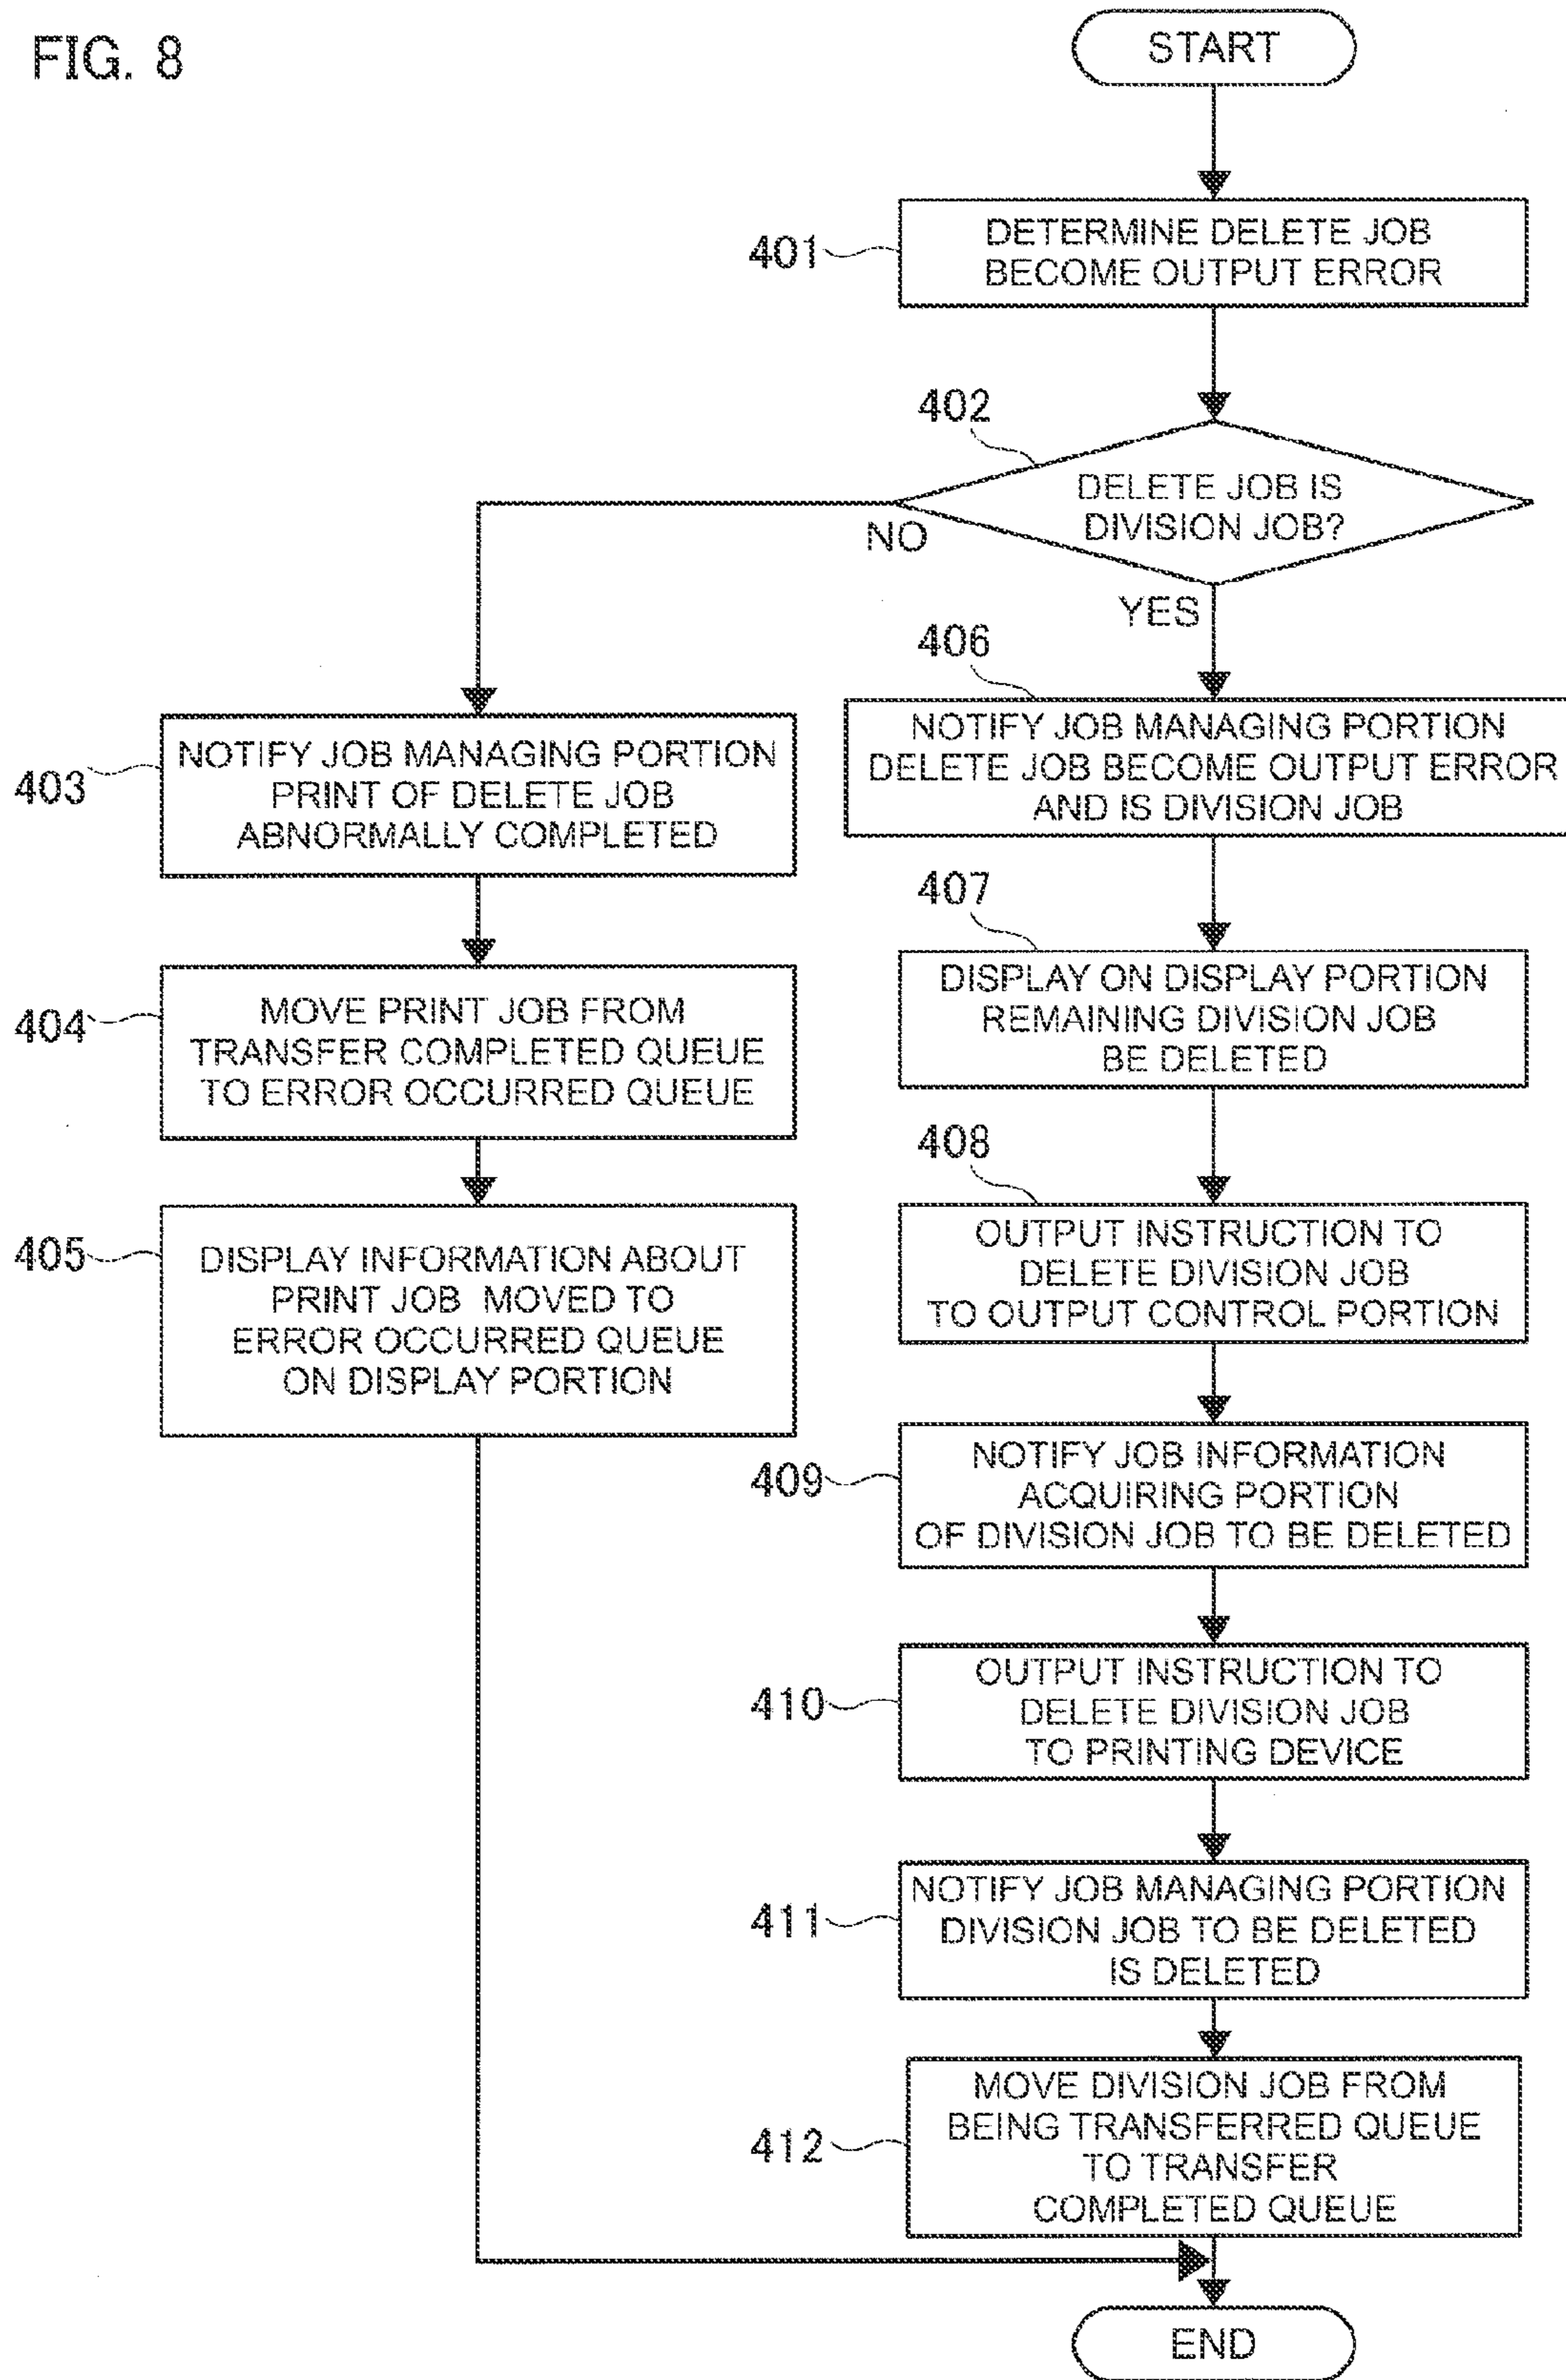 FIG. 8
START
401
DETERMINE DELETE JOB
BECOME OUTPUT ERROR
402
DELETE JOB IS
DIVISION JOB?
NO
YES
403
NOTIFY JOB MANAGING PORTION
PRINT OF DELETE JOB
ABNORMALLY COMPLETED
404
MOVE PRINT JOB FROM
TRANSFER COMPLETED QUEUE
TO ERROR OCCURRED QUEUE
405
DISPLAY INFORMATION ABOUT
PRINT JOB MOVED TO
ERROR OCCURRED QUEUE
ON DISPLAY PORTION
406
NOTIFY JOB MANAGING PORTION
DELETE JOB BECOME OUTPUT ERROR
AND IS DIVISION JOB
407
DISPLAY ON DISPLAY PORTION
REMAINING DIVISION JOB
BE DELETED
408
OUTPUT INSTRUCTION TO
DELETE DIVISION JOB
TO OUTPUT CONTROL PORTION
409
NOTIFY JOB INFORMATION
ACQUIRING PORTION
OF DIVISION JOB TO BE DELETED
410
OUTPUT INSTRUCTION TO
DELETE DIVISION JOB
TO PRINTING DEVICE
411
NOTIFY JOB MANAGING PORTION
DIVISION JOB TO BE DELETED
IS DELETED
412
MOVE DIVISION JOB FROM
BEING TRANSFERRED QUEUE
TO TRANSFER
COMPLETED QUEUE
END